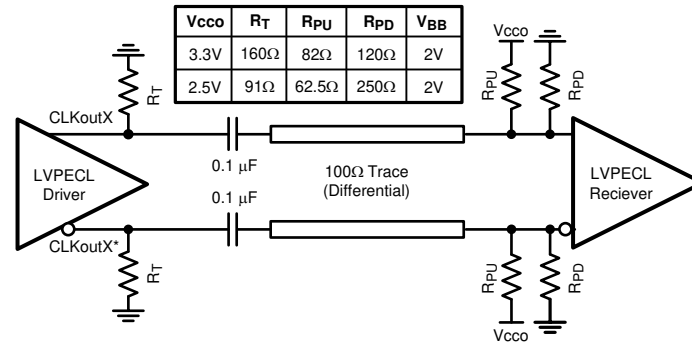 Vcco RT RPU RPD VBB
3.3V 160Ω 82Ω 120Ω 2V
2.5V 91Ω 62.5Ω 250Ω 2V
Vcco
RT
RPU
RPD
CLKoutX
0.1 μF
LVPECL
Driver
100Ω Trace
(Differential)
LVPECL
Reciever
0.1 μF
CLKoutX*
RT
RPU
RPD
Vcco